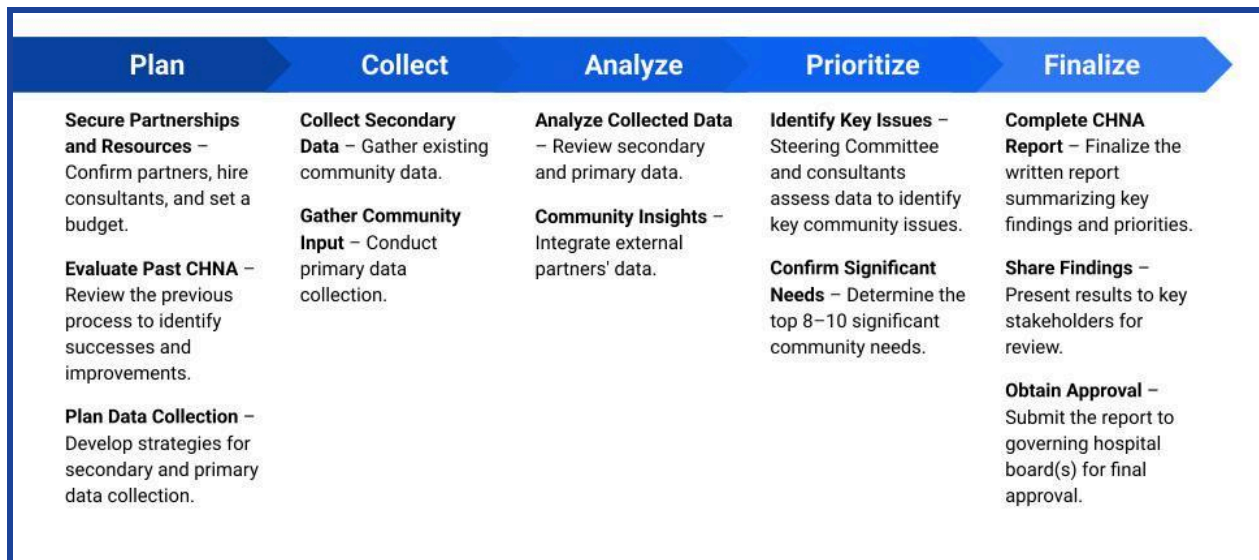 Plan
Collect
Analyze
Prioritize
Finalize
Secure Partnerships
and Resources –
Confirm partners, hire
consultants, and set a
budget.
Evaluate Past CHNA –
Review the previous
process to identify
successes and
improvements.
Plan Data Collection –
Develop strategies for
secondary and primary
data collection.
Collect Secondary
Data – Gather existing
community data.
Gather Community
Input – Conduct
primary data
collection.
Analyze Collected Data
– Review secondary
and primary data.
Community Insights –
Integrate external
partners' data.
Identify Key Issues –
Steering Committee
and consultants
assess data to identify
key community issues.
Confirm Significant
Needs – Determine the
top 8–10 significant
community needs.
Complete CHNA
Report – Finalize the
written report
summarizing key
findings and priorities.
Share Findings –
Present results to key
stakeholders for
review.
Obtain Approval –
Submit the report to
governing hospital
board(s) for final
approval.